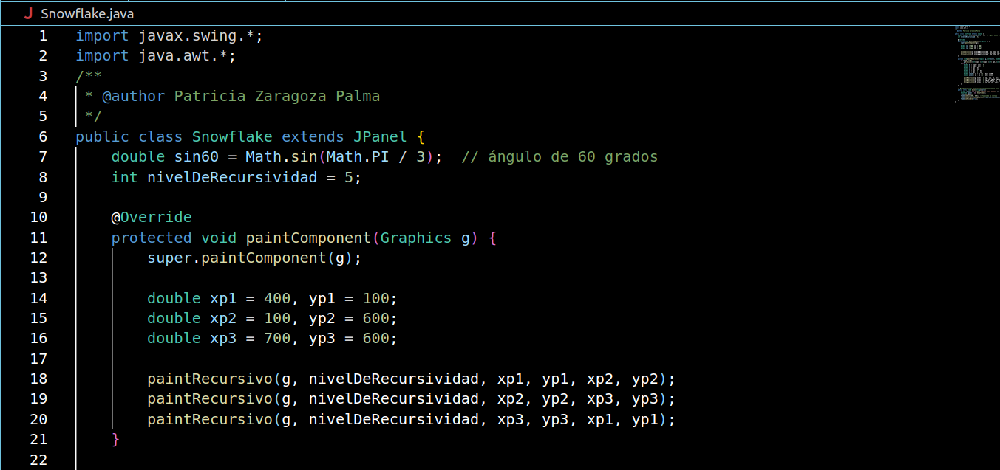 J Snowflake.java
1 import javax.swing.*;
2 import java.awt.*;
3 /**
4  * @author Patricia Zaragoza Palma
5  */
6 public class Snowflake extends JPanel {
7     double sin60 = Math.sin(Math.PI / 3);  // ángulo de 60 grados
8     int nivelDeRecursividad = 5;
9
10     @Override
11     protected void paintComponent(Graphics g) {
12         super.paintComponent(g);
13
14         double xp1 = 400, yp1 = 100;
15         double xp2 = 100, yp2 = 600;
16         double xp3 = 700, yp3 = 600;
17
18         paintRecursivo(g, nivelDeRecursividad, xp1, yp1, xp2, yp2);
19         paintRecursivo(g, nivelDeRecursividad, xp2, yp2, xp3, yp3);
20         paintRecursivo(g, nivelDeRecursividad, xp3, yp3, xp1, yp1);
21     }
22